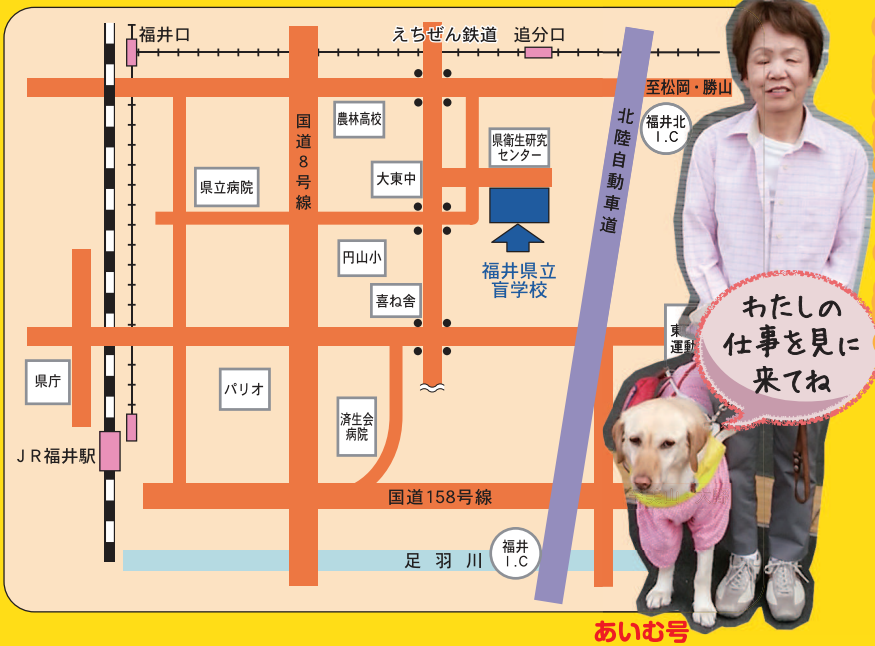 福井口
えちぜん鉄道
追分口
至松岡・勝山
国道8号線
農林高校
北陸自動車道
福井北
I.C
県衛生研究
センター
大東中
県立病院
円山小
福井県立
盲学校
喜ね舎
わたしの
仕事を見に
来てね
東
運動
県庁
パリオ
済生会
病院
JR福井駅
国道158号線
足羽川
福井
I.C
あいむ号